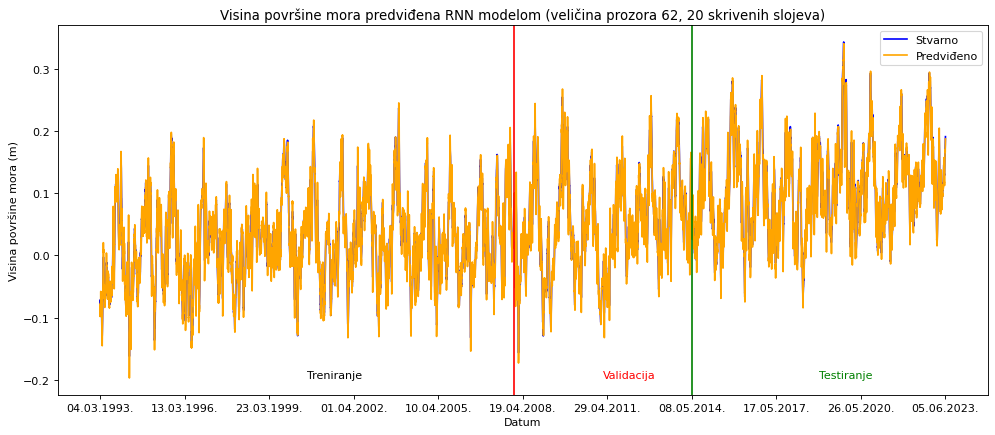 Visina površine mora predviđena RNN modelom (veličina prozora 62, 20 skrivenih slojeva)
Stvarno
Predviđeno
Visina površine mora (m)
0.3
0.2
0.1
0.0
−0.1
−0.2
Treniranje
Validacija
Testiranje
04.03.1993.
13.03.1996.
23.03.1999.
01.04.2002.
10.04.2005.
19.04.2008.
29.04.2011.
08.05.2014.
17.05.2017.
26.05.2020.
05.06.2023.
Datum